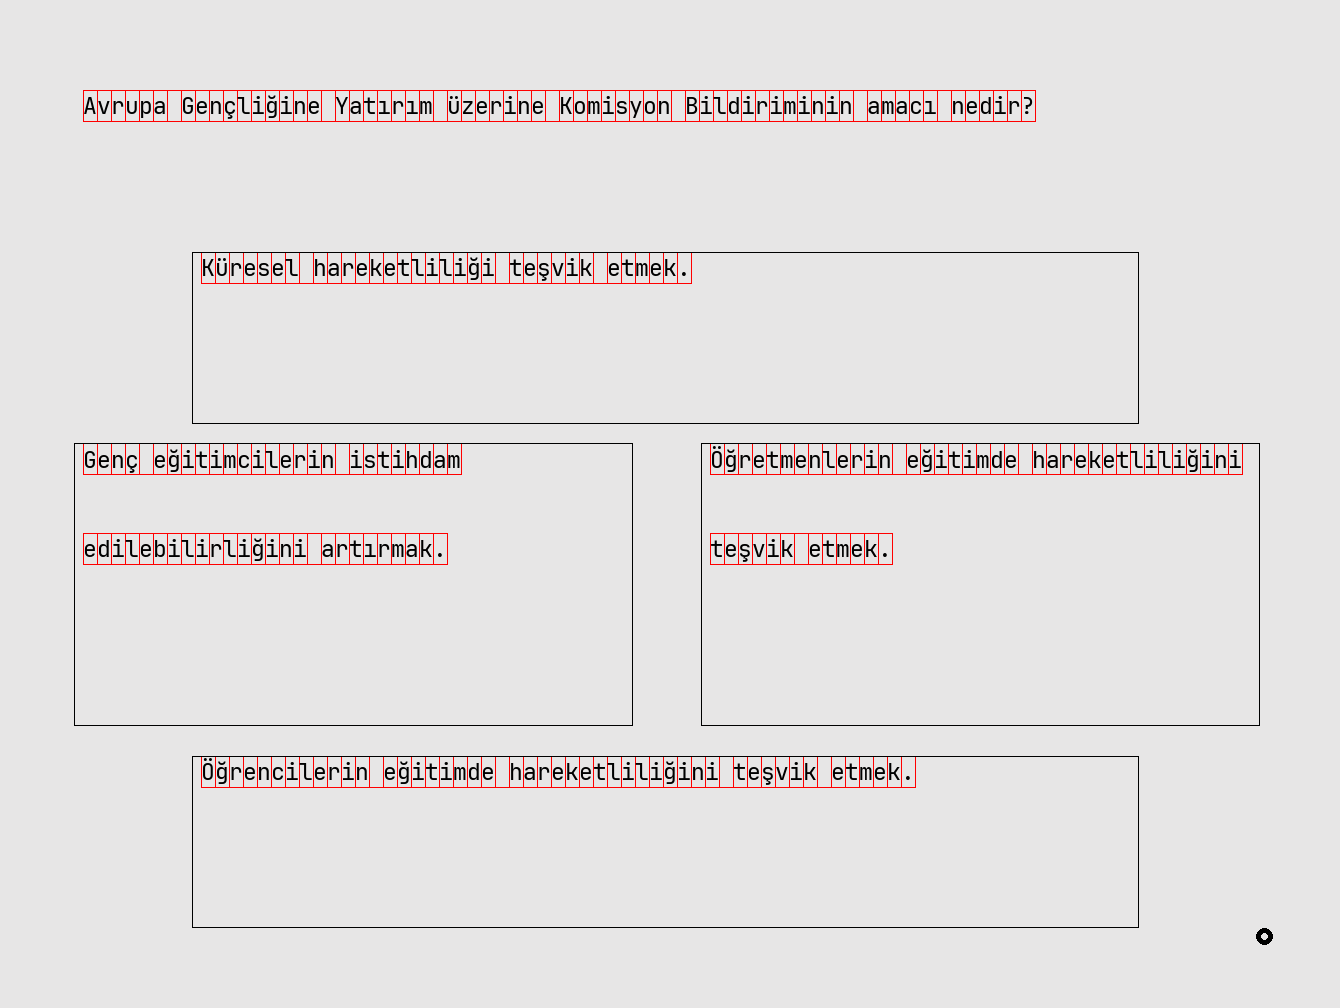 Avrupa Gençliğine Yatırım üzerine Komisyon Bildiriminin amacı nedir?
Küresel hareketliliği teşvik etmek.
Genç eğitimcilerin istihdam
edilebilirliğini artırmak.
Öğretmenlerin eğitimde hareketliliğini
teşvik etmek.
Öğrencilerin eğitimde hareketliliğini teşvik etmek.